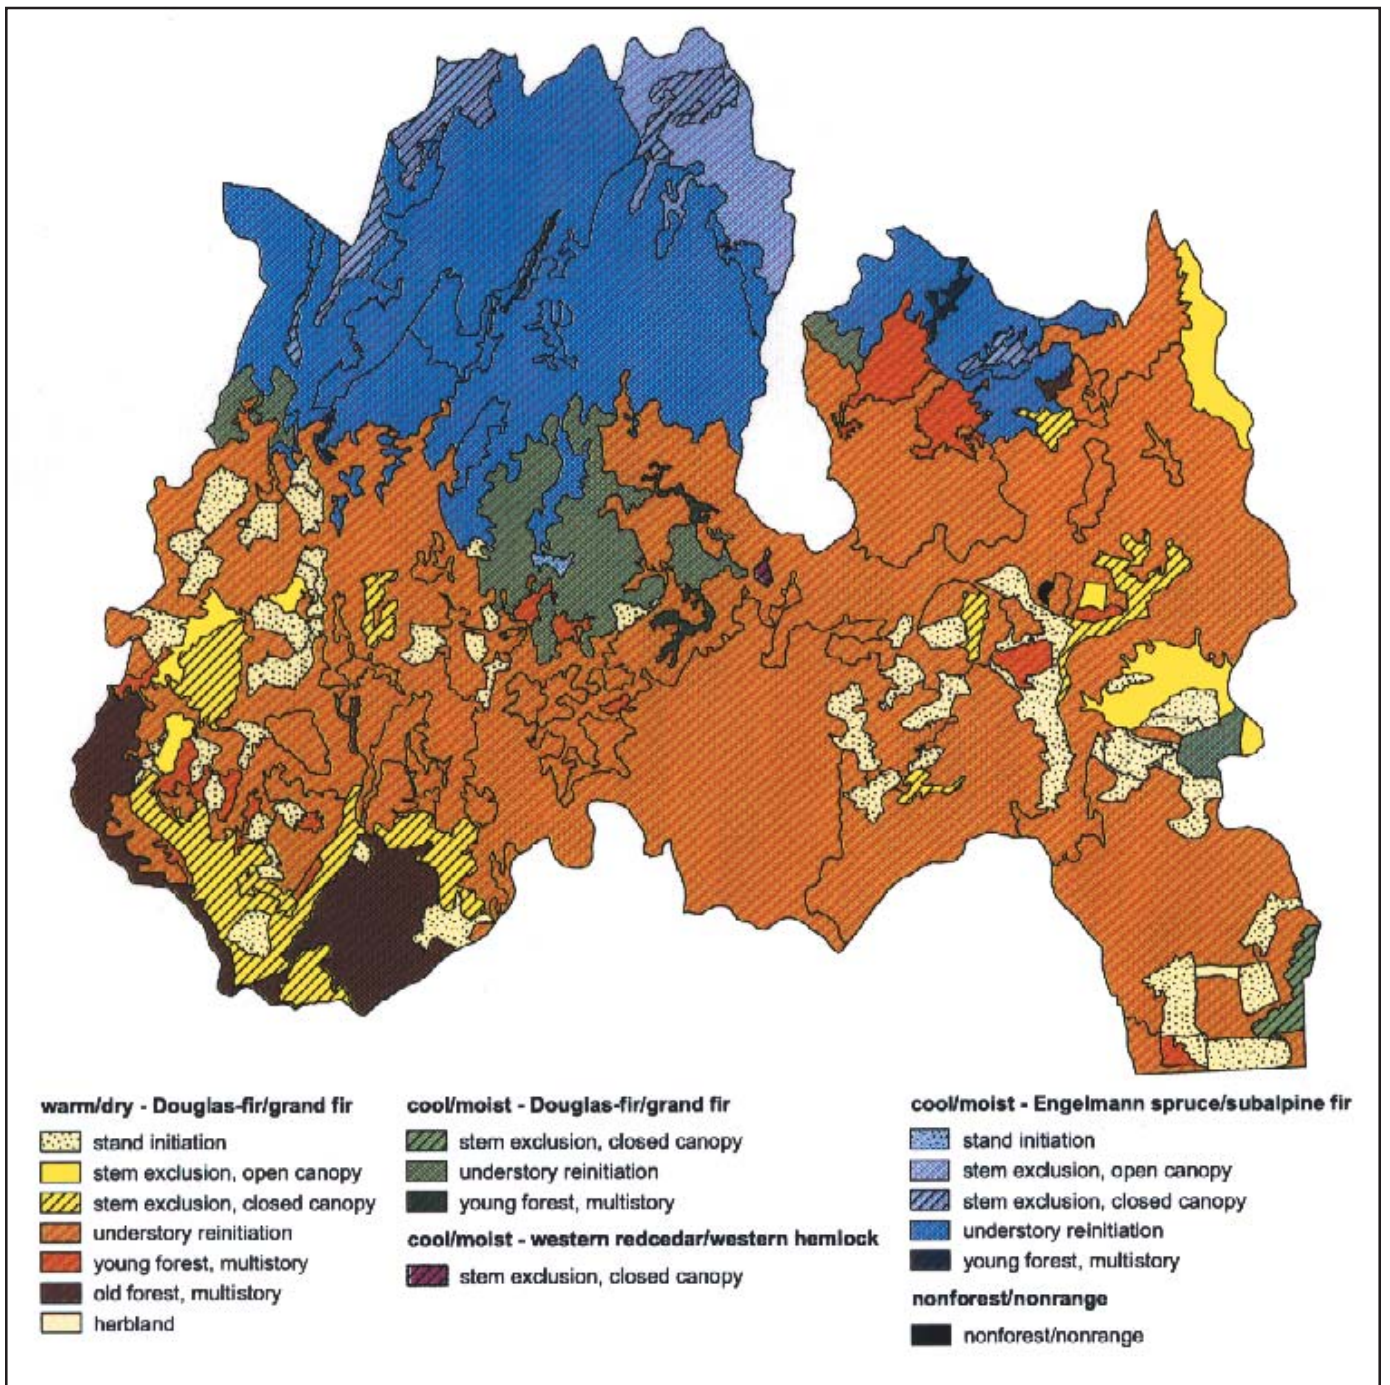 warm/dry - Douglas-fir/grand fir
stand initiation
stem exclusion, open canopy
stem exclusion, closed canopy
understory reinitiation
young forest, multistory
old forest, multistory
herbland
cool/moist - Douglas-fir/grand fir
stem exclusion, closed canopy
understory reinitiation
young forest, multistory
cool/moist - western redcedar/western hemlock
stem exclusion, closed canopy
cool/moist - Engelmann spruce/subalpine fir
stand initiation
stem exclusion, open canopy
stem exclusion, closed canopy
understory reinitiation
young forest, multistory
nonforest/nonrange
nonforest/nonrange